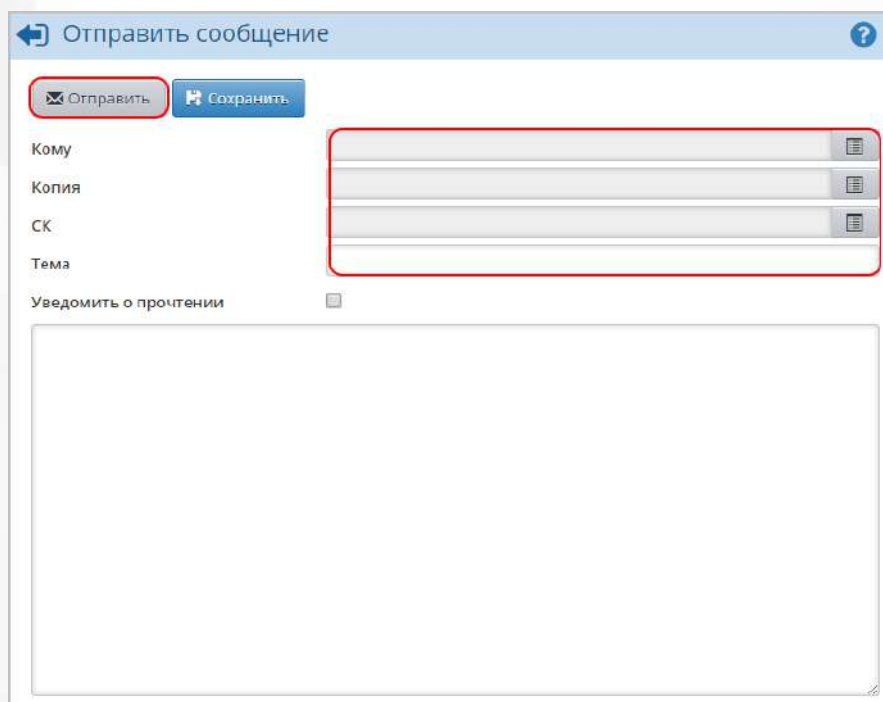 Отправить сообщение
Отправить Сохранить
Кому
Копия
СК
Тема
Уведомить о прочтении